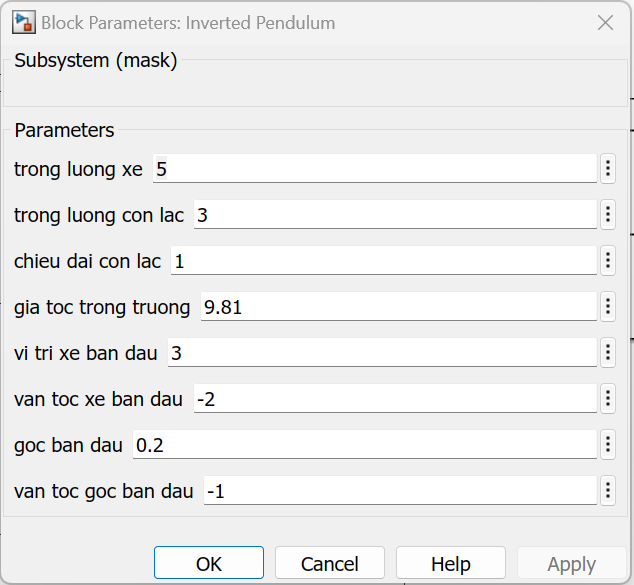 Block Parameters: Inverted Pendulum
Subsystem (mask)
Parameters
trong luong xe 5
trong luong con lac 3
chieu dai con lac 1
gia toc trong truong 9.81
vi tri xe ban dau 3
van toc xe ban dau -2
goc ban dau 0.2
van toc goc ban dau -1
OK Cancel Help Apply